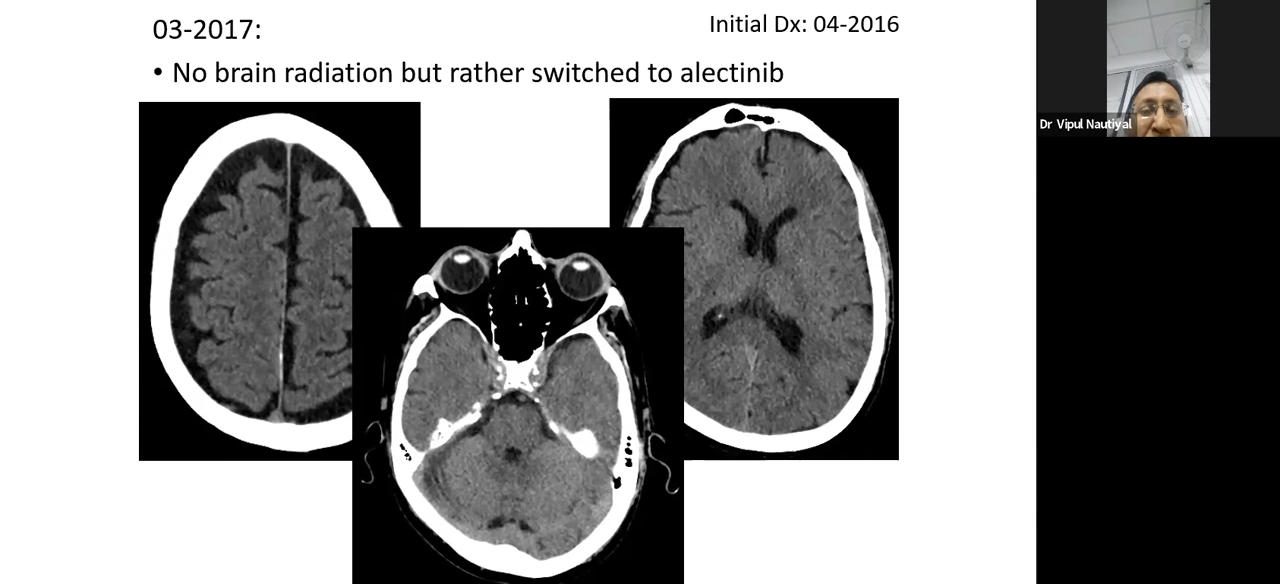 03-2017:
Initial Dx: 04-2016
• No brain radiation but rather switched to alectinib
Dr Vipul Nautiyal